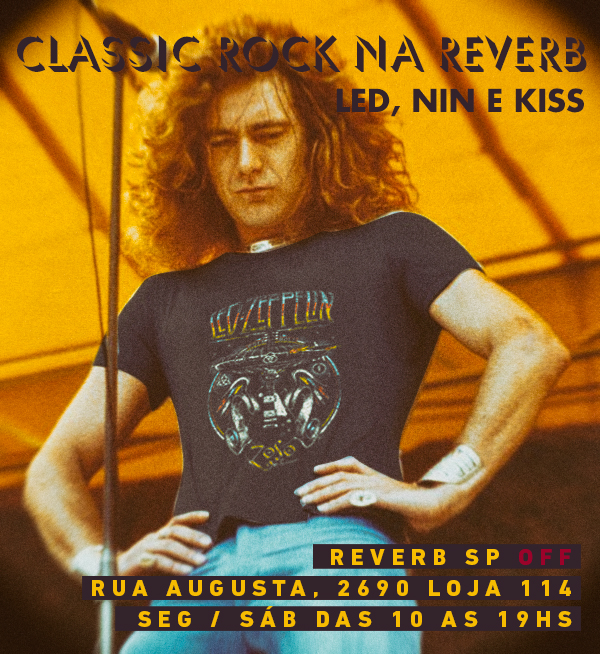 CLASSIC ROCK NA REVERB
LED, NIN E KISS
LED-ZEPPELIN
ZOSO
REVERB SP OFF
RUA AUGUSTA, 2690 LOJA 114
SEG / SÁB DAS 10 AS 19HS